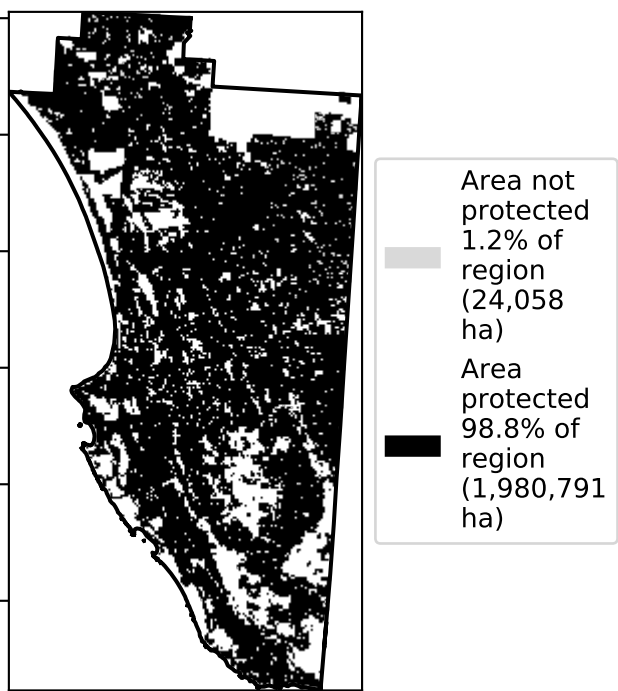 Area not
protected
1.2% of
region
(24,058
ha)
Area
protected
98.8% of
region
(1,980,791
ha)